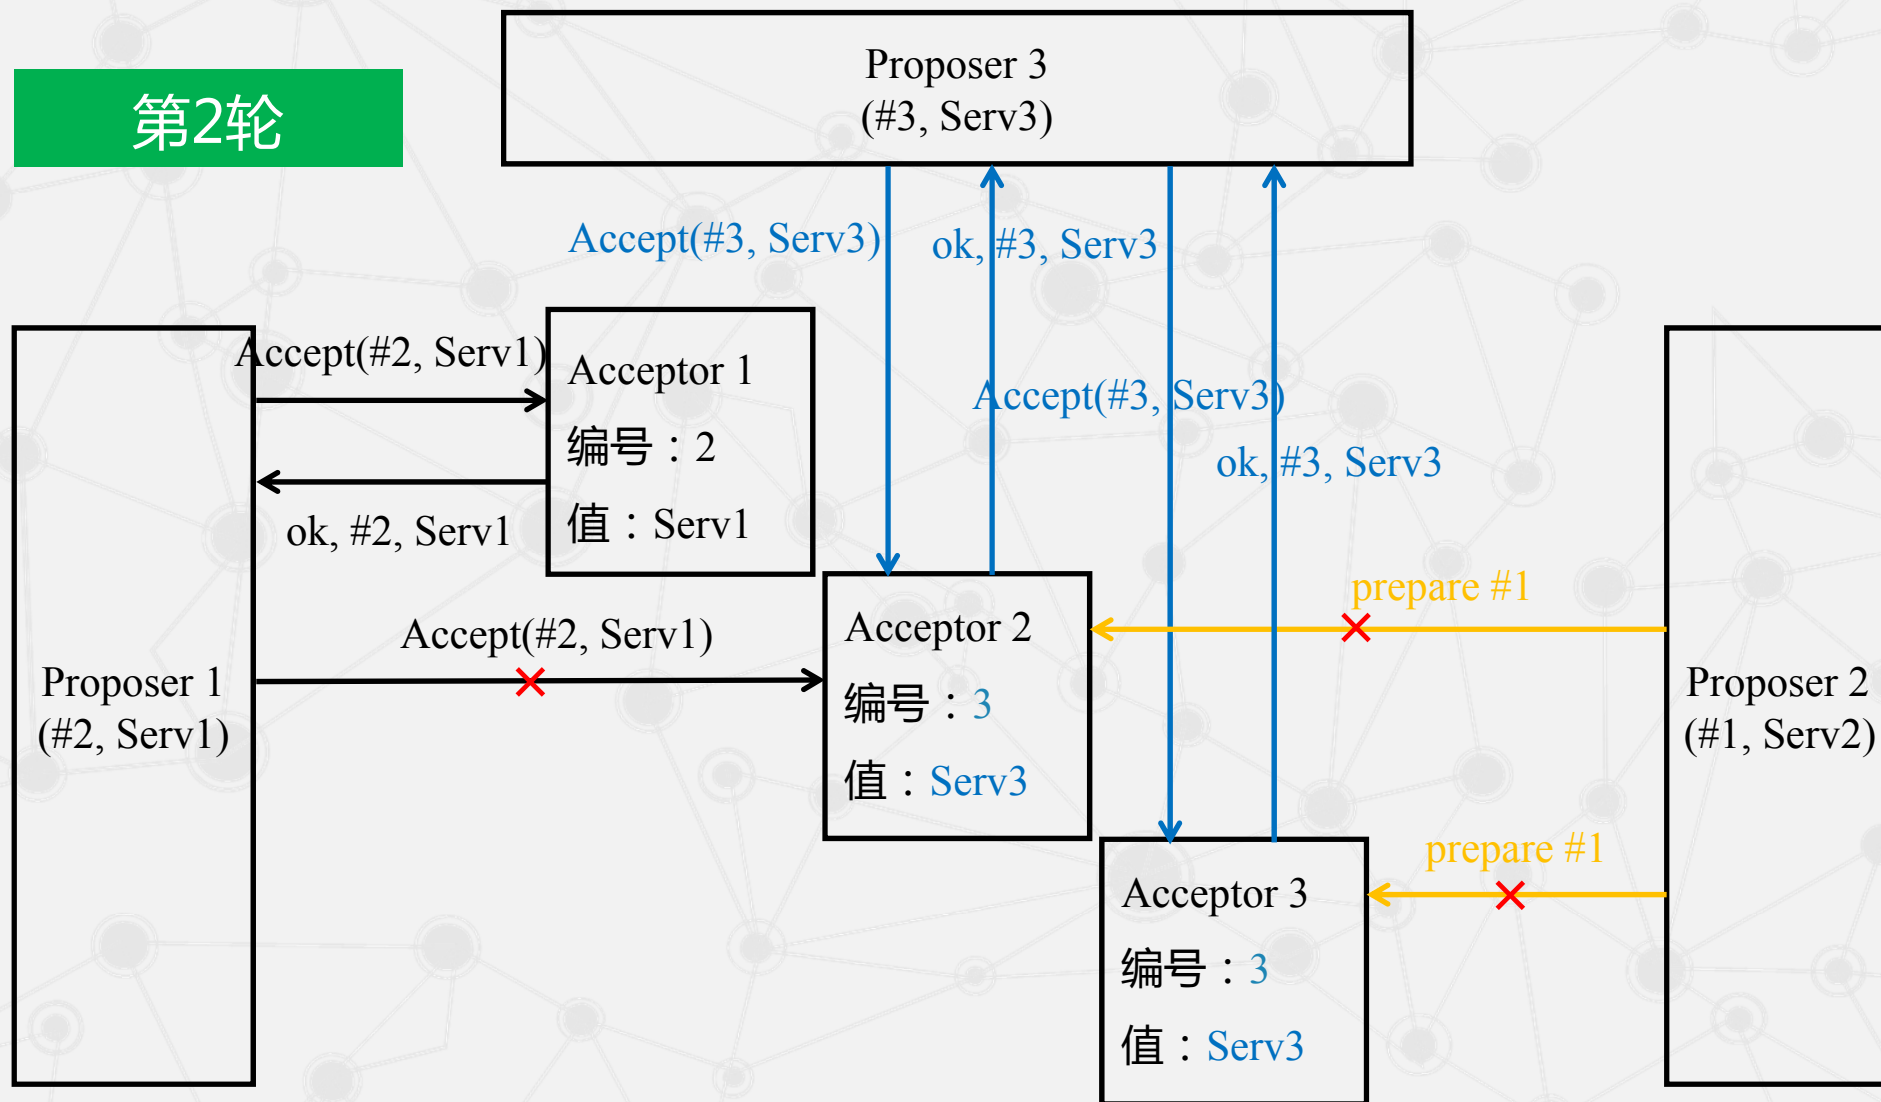 第2轮
Proposer 3
(#3, Serv3)
Accept(#3, Serv3)
ok, #3, Serv3
Accept(#2, Serv1)
Acceptor 1
编号：2
值：Serv1
ok, #2, Serv1
Accept(#3, Serv3)
ok, #3, Serv3
prepare #1
Accept(#2, Serv1)
Acceptor 2
编号：3
值：Serv3
Proposer 1
(#2, Serv1)
Proposer 2
(#1, Serv2)
prepare #1
Acceptor 3
编号：3
值：Serv3